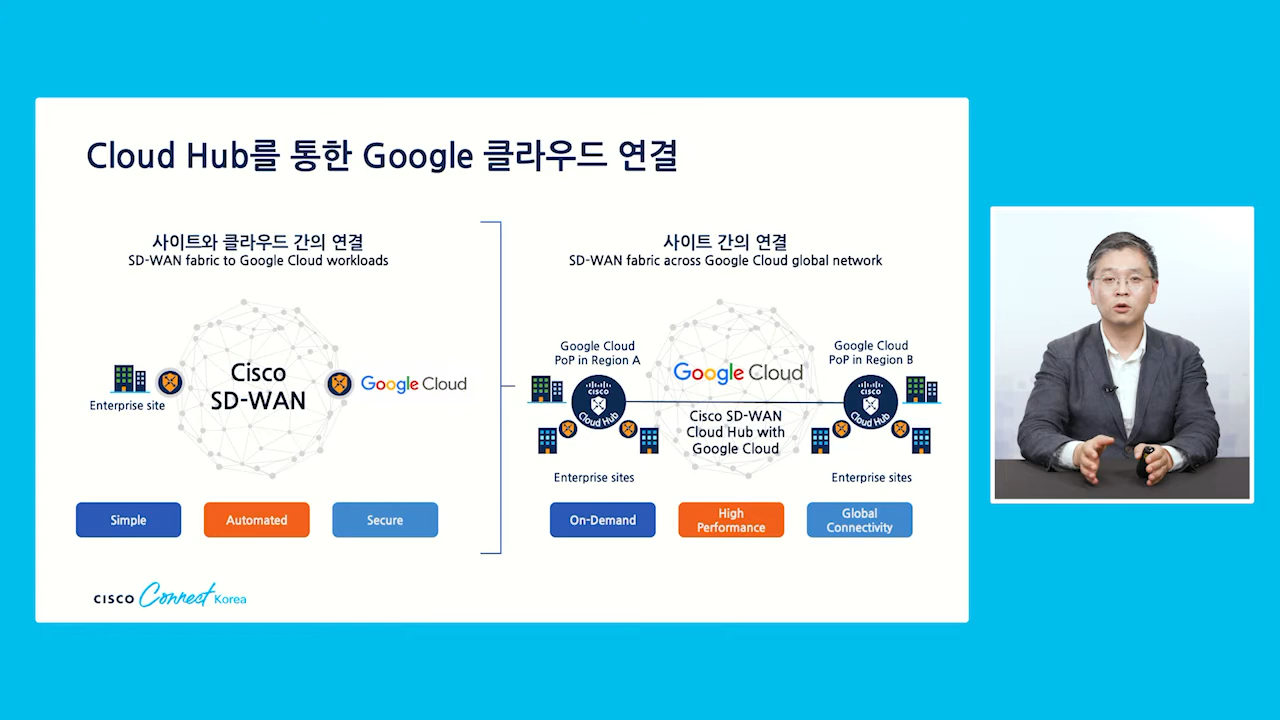 Cloud Hub를 통한 Google 클라우드 연결
사이트와 클라우드 간의 연결
SD-WAN fabric to Google Cloud workloads
Cisco
SD-WAN
Google Cloud
Enterprise site
Simple
Automated
Secure
사이트 간의 연결
SD-WAN fabric across Google Cloud global network
Google Cloud
PoP in Region A
Google Cloud
PoP in Region B
Google Cloud
CISCO
Cloud Hub
CISCO
Cloud Hub
Cisco SD-WAN
Cloud Hub with
Google Cloud
Enterprise sites
Enterprise sites
On-Demand
High
Performance
Global
Connectivity
CISCO Connect Korea